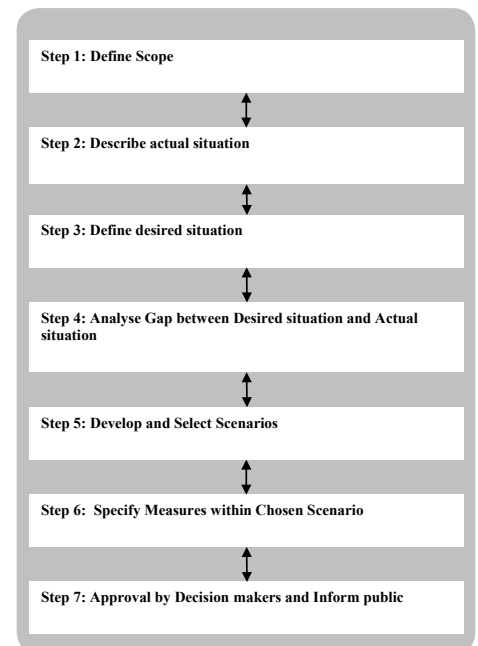 Step 1: Define Scope
Step 2: Describe actual situation
Step 3: Define desired situation
Step 4: Analyse Gap between Desired situation and Actual
situation
Step 5: Develop and Select Scenarios
Step 6:  Specify Measures within Chosen Scenario
Step 7: Approval by Decision makers and Inform public